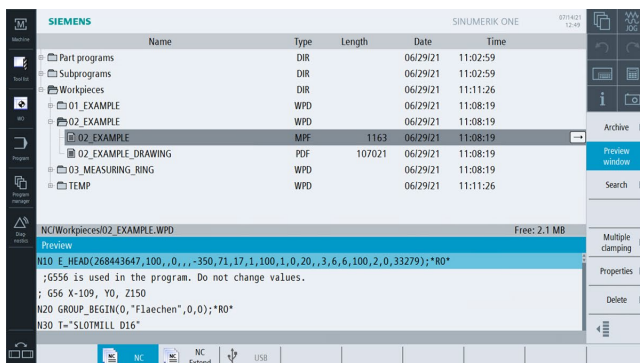 SIEMENS SINUMERIK ONE 07/14/21 12:49
JOG
Machine
Name Type Length Date Time
Part programs DIR 06/29/21 11:02:59
Subprograms DIR 06/29/21 11:02:59
Workpieces DIR 06/29/21 11:11:26
01_EXAMPLE WPD 06/29/21 11:08:19
02_EXAMPLE WPD 06/29/21 11:08:19
02_EXAMPLE MPF 1163 06/29/21 11:08:19
02_EXAMPLE_DRAWING PDF 107021 06/29/21 11:08:19
03_MEASURING_RING WPD 06/29/21 11:08:19
TEMP WPD 06/29/21 11:11:26
Tool list
WO
Program
Program manager
Diagnostics
Archive
Preview window
Search
Multiple clamping
Properties
Delete
NC/Workpieces/02_EXAMPLE.WPD Free: 2.1 MB
Preview
N10 E_HEAD(268443647,100,,0,,,-350,71,17,1,100,1,0,20,,3,6,6,100,2,0,33279);*RO*
;G556 is used in the program. Do not change values.
; G56 X-109, Y0, Z150
N20 GROUP_BEGIN(0,"Flaechen",0,0);*RO*
N30 T="SLOTMILL D16"
NC NC Extend USB